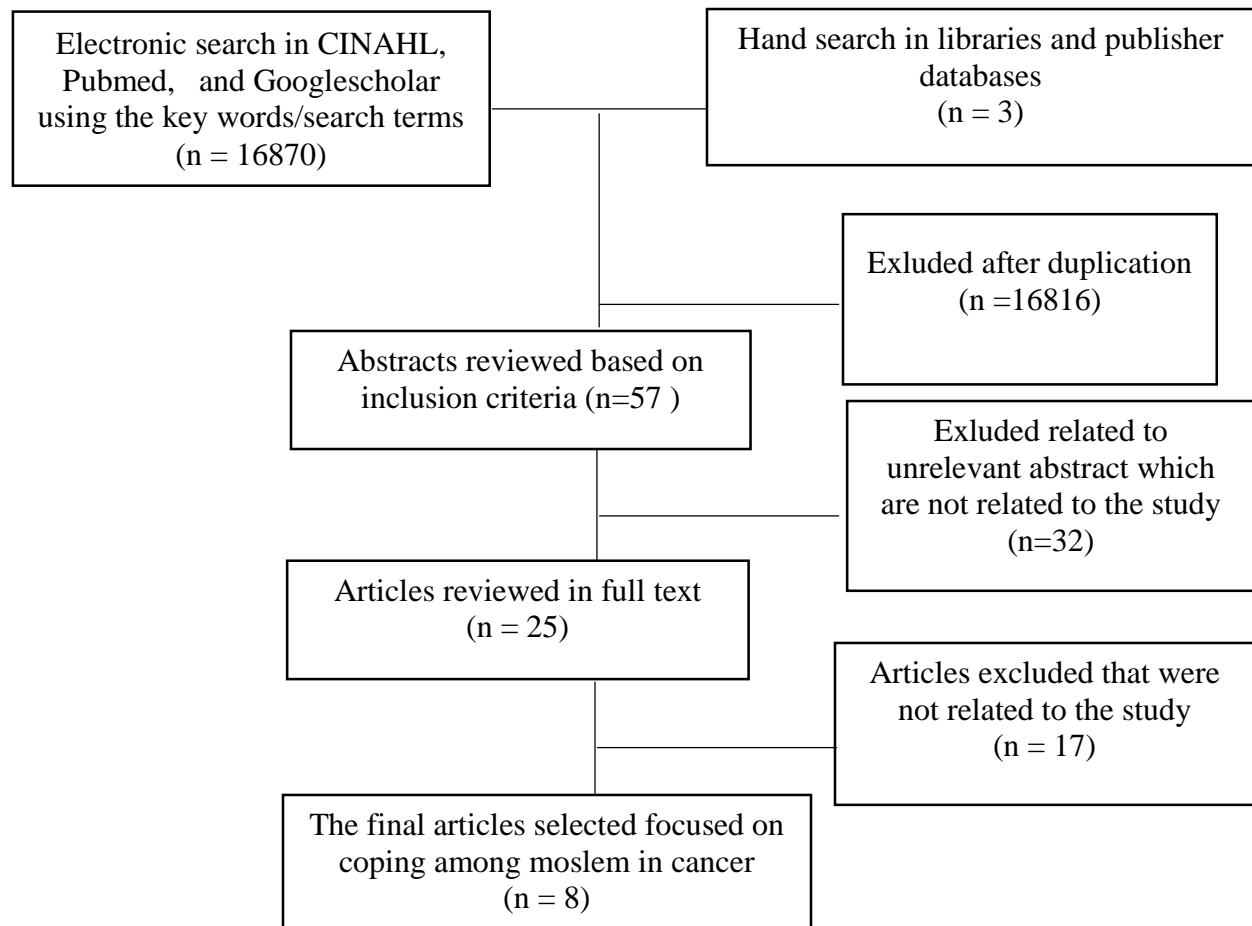 Electronic search in CINAHL,
Pubmed, and Googlescholar
using the key words/search terms
(n = 16870)
Hand search in libraries and publisher
databases
(n = 3)
Exluded after duplication
(n =16816)
Abstracts reviewed based on
inclusion criteria (n=57 )
Exluded related to
unrelevant abstract which
are not related to the study
(n=32)
Articles reviewed in full text
(n = 25)
Articles excluded that were
not related to the study
(n = 17)
The final articles selected focused on
coping among moslem in cancer
(n = 8)